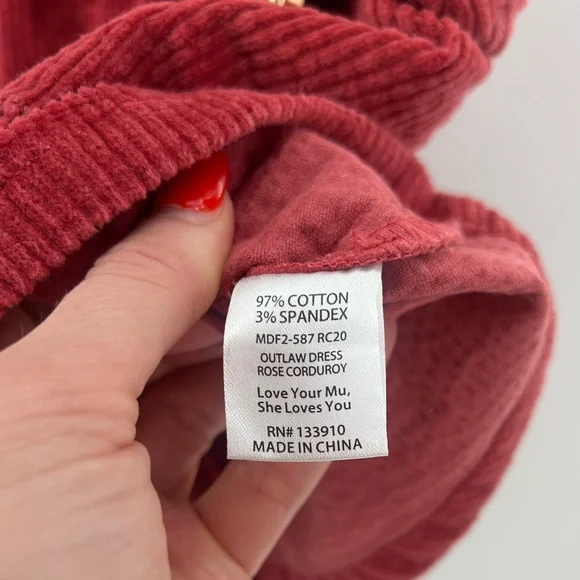 97% COTTON
3% SPANDEX
MDF2-587 RC20
OUTLAW DRESS
ROSE CORDUROY
Love Your Mu,
She Loves You
RN# 133910
MADE IN CHINA